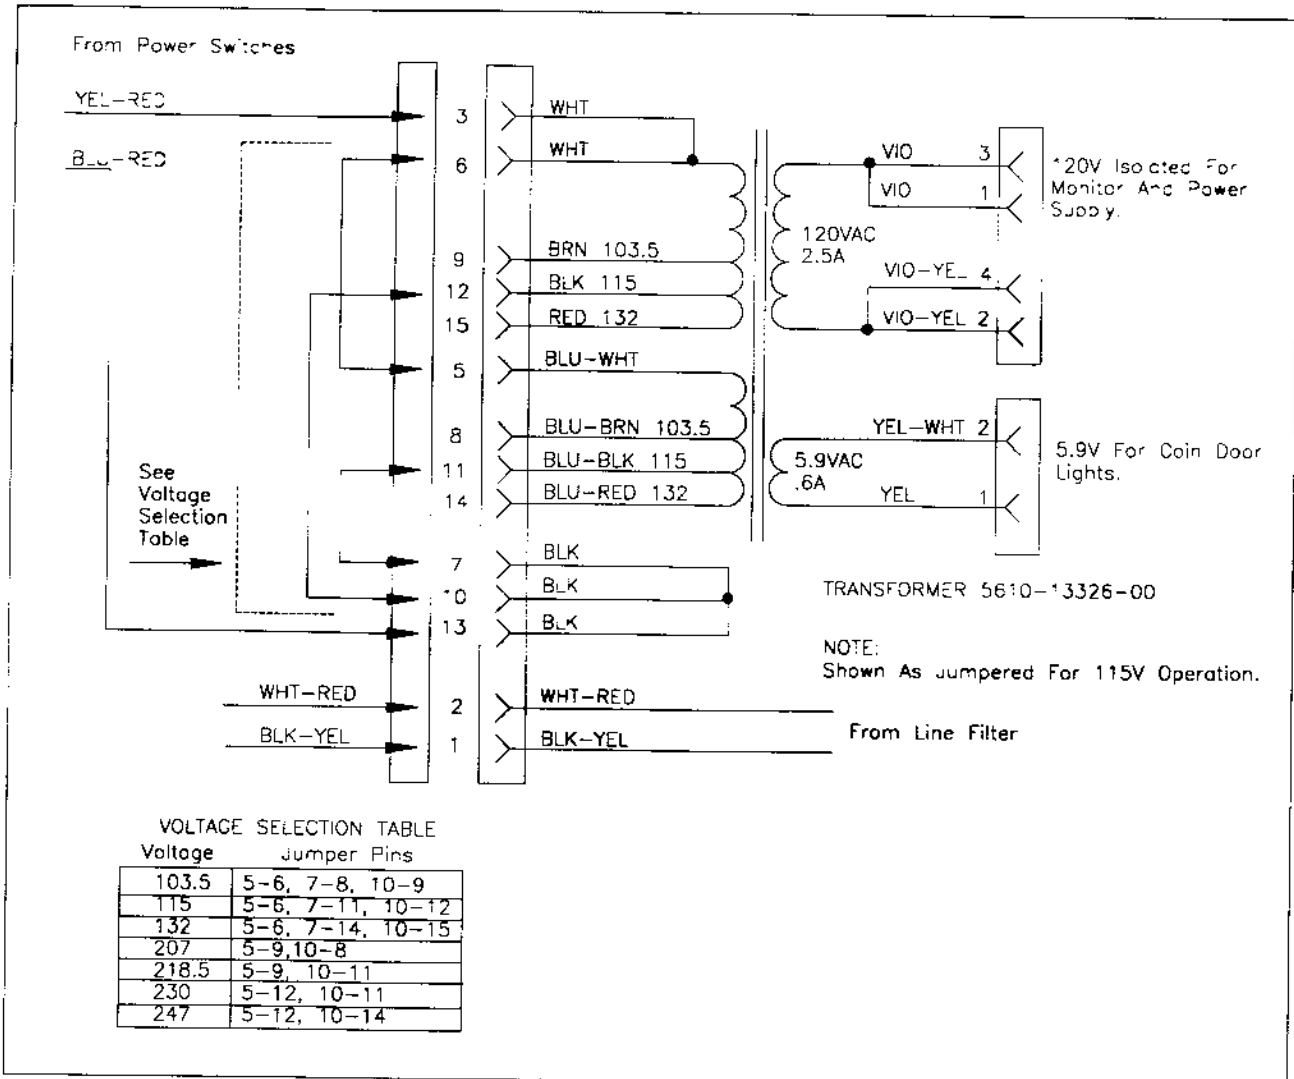 From Power Switches
YEL-RED
BLU-RED
3 WHT
6 WHT
9 BRN 103.5
12 BLK 115
15 RED 132
5 BLU-WHT
8 BLU-BRN 103.5
11 BLU-BLK 115
14 BLU-RED 132
7 BLK
10 BLK
13 BLK
WHT-RED 2 WHT-RED
BLK-YEL 1 BLK-YEL
From Line Filter
See
Voltage
Selection
Table
120VAC
2.5A
VIO 3
VIO 1
VIO-YEL 4
VIO-YEL 2
120V Isolated For
Monitor And Power
Supply.
5.9VAC
.6A
YEL-WHT 2
YEL 1
5.9V For Coin Door
Lights.
TRANSFORMER 5610-13326-00
NOTE:
Shown As Jumpered For 115V Operation.
VOLTAGE SELECTION TABLE
Voltage Jumper Pins
103.5 5-6, 7-8, 10-9
115 5-6, 7-11, 10-12
132 5-6, 7-14, 10-15
207 5-9,10-8
218.5 5-9, 10-11
230 5-12, 10-11
247 5-12, 10-14